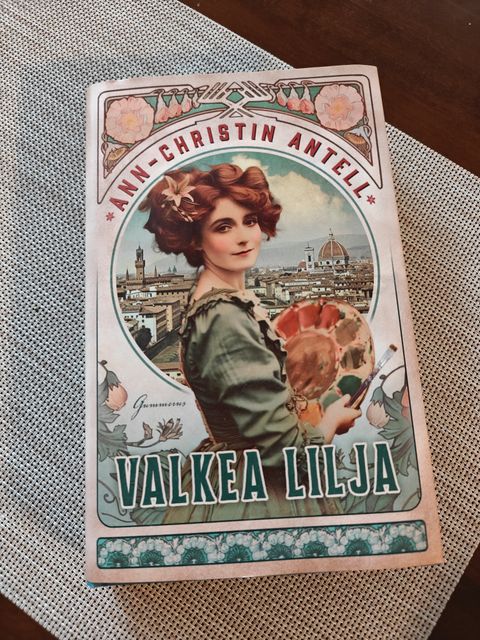 *ANN-CHRISTIN ANTELL*
Gummerus
VALKEA LILJA